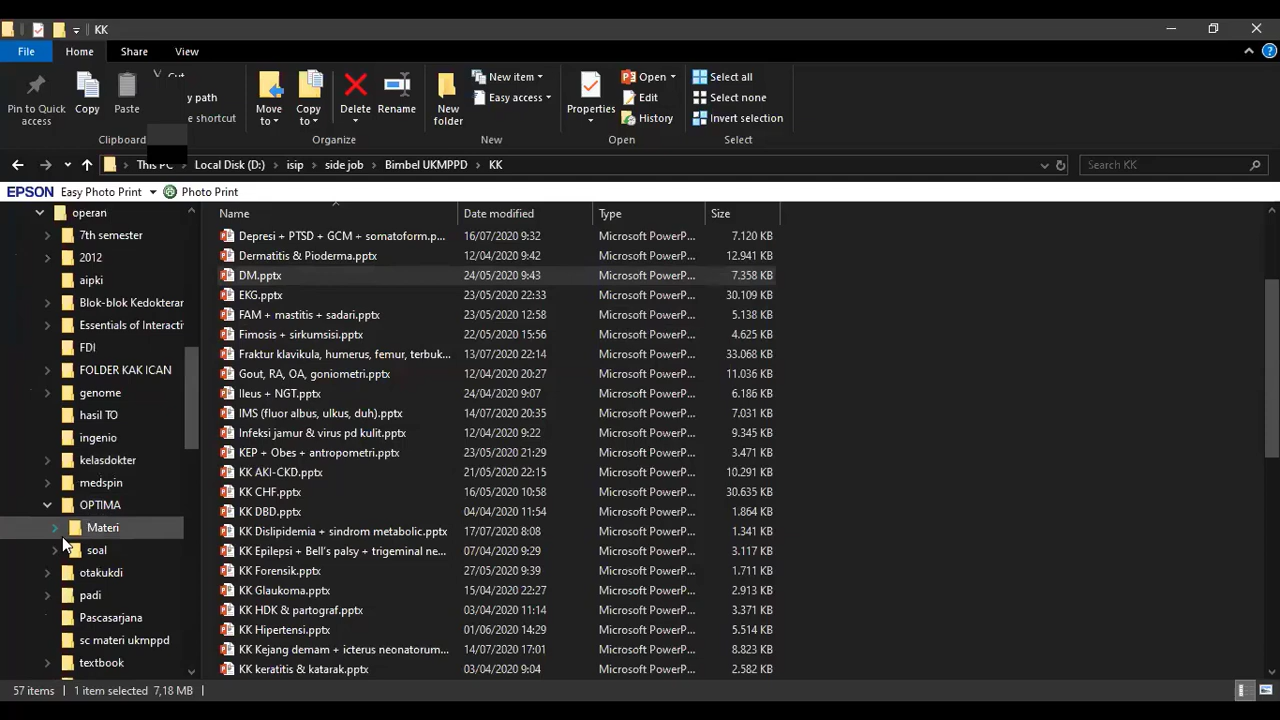 KK
File Home Share View
Pin to Quick access
Copy
Paste
Cut
y path
e shortcut
Clipboard
Move to
Copy to
Delete
Rename
Organize
New folder
New item
Easy access
New
Properties
Open
Edit
History
Open
Select all
Select none
Invert selection
Select
This PC › Local Disk (D:) › isip › side job › Bimbel UKMPPD › KK
Search KK
EPSON Easy Photo Print Photo Print
operan
7th semester
2012
aipki
Blok-blok Kedokterar
Essentials of Interacti
FDI
FOLDER KAK ICAN
genome
hasil TO
ingenio
kelasdokter
medspin
OPTIMA
Materi
soal
otakukdi
padi
Pascasarjana
sc materi ukmppd
textbook
Name Date modified Type Size
Depresi + PTSD + GCM + somatoform.p... 16/07/2020 9:32 Microsoft PowerP... 7.120 KB
Dermatitis & Pioderma.pptx 12/04/2020 9:42 Microsoft PowerP... 12.941 KB
DM.pptx 24/05/2020 9:43 Microsoft PowerP... 7.358 KB
EKG.pptx 23/05/2020 22:33 Microsoft PowerP... 30.109 KB
FAM + mastitis + sadari.pptx 23/05/2020 12:58 Microsoft PowerP... 5.138 KB
Fimosis + sirkumsisi.pptx 22/05/2020 15:56 Microsoft PowerP... 4.625 KB
Fraktur klavikula, humerus, femur, terbuk... 13/07/2020 22:14 Microsoft PowerP... 33.068 KB
Gout, RA, OA, goniometri.pptx 12/04/2020 20:27 Microsoft PowerP... 11.036 KB
Ileus + NGT.pptx 24/04/2020 9:07 Microsoft PowerP... 6.186 KB
IMS (fluor albus, ulkus, duh).pptx 14/07/2020 20:35 Microsoft PowerP... 7.031 KB
Infeksi jamur & virus pd kulit.pptx 12/04/2020 9:22 Microsoft PowerP... 9.345 KB
KEP + Obes + antropometri.pptx 23/05/2020 21:29 Microsoft PowerP... 3.471 KB
KK AKI-CKD.pptx 21/05/2020 22:15 Microsoft PowerP... 10.291 KB
KK CHF.pptx 16/05/2020 10:58 Microsoft PowerP... 30.635 KB
KK DBD.pptx 04/04/2020 11:54 Microsoft PowerP... 1.864 KB
KK Dislipidemia + sindrom metabolic.pptx 13/07/2020 8:08 Microsoft PowerP... 1.341 KB
KK Epilepsi + Bell's palsy + trigeminal ne... 07/04/2020 9:29 Microsoft PowerP... 3.117 KB
KK Forensik.pptx 27/05/2020 9:39 Microsoft PowerP... 1.711 KB
KK Glaukoma.pptx 15/04/2020 22:27 Microsoft PowerP... 2.913 KB
KK HDK & partograf.pptx 03/04/2020 11:14 Microsoft PowerP... 3.371 KB
KK Hipertensi.pptx 01/06/2020 14:29 Microsoft PowerP... 5.514 KB
KK Kejang demam + icterus neonatorum... 14/07/2020 17:01 Microsoft PowerP... 8.823 KB
KK keratitis & katarak.pptx 03/04/2020 9:04 Microsoft PowerP... 2.582 KB
57 items 1 item selected 7,18 MB